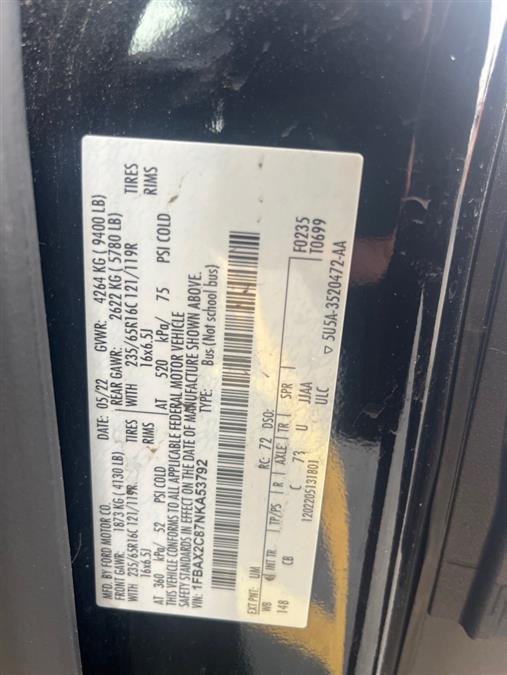 MFD. BY FORD MOTOR CO. DATE: 05/22 GVWR: 4264 KG ( 9400 LB)
FRONT GAWR: 1873 KG ( 4130 LB) REAR GAWR: 2622 KG ( 5780 LB)
WITH 235/65R16C 121/119R TIRES WITH 235/65R16C 121/119R TIRES
16x6.5J RIMS 16x6.5J RIMS
AT 360 kPa/ 52 PSI COLD AT 520 kPa/ 75 PSI COLD
THIS VEHICLE CONFORMS TO ALL APPLICABLE FEDERAL MOTOR VEHICLE
SAFETY STANDARDS IN EFFECT ON THE DATE OF MANUFACTURE SHOWN ABOVE.
VIN: 1FBAX2C87NKA53792 TYPE: Bus (Not school bus)
EXT PNT: UM RC: 72 DSO: F0235
WB INT TR. TP/PS R AXLE TR SPR T0699
148 CB C 73 U JJAA
1202205131801 ULC
▽ 5U5A-3520472-AA